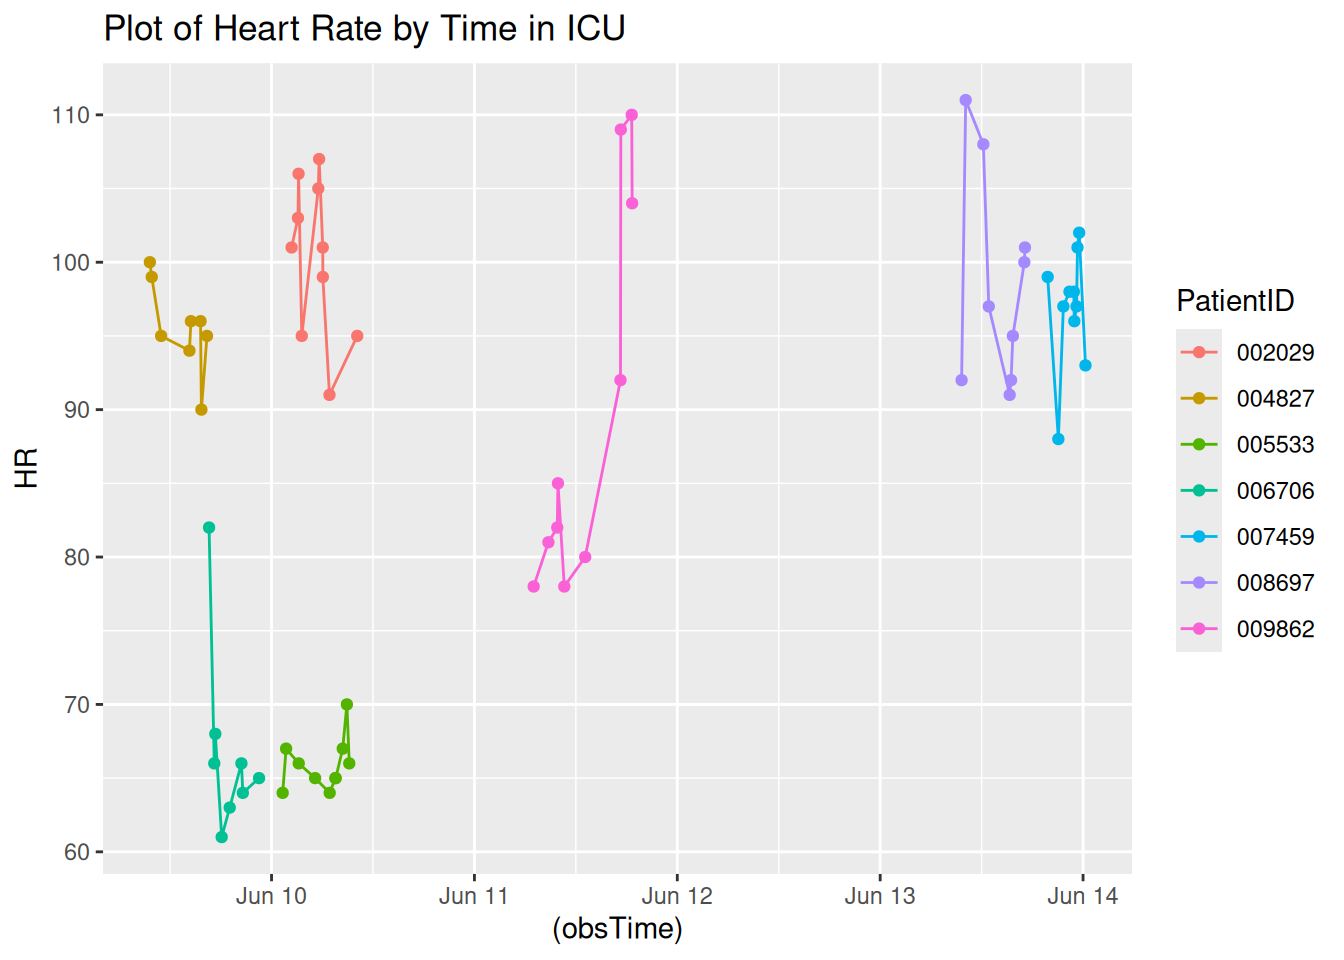 Plot of Heart Rate by Time in ICU
110
100
90
80
70
60
HR
Jun 10
Jun 11
Jun 12
Jun 13
Jun 14
(obsTime)
PatientID
002029
004827
005533
006706
007459
008697
009862